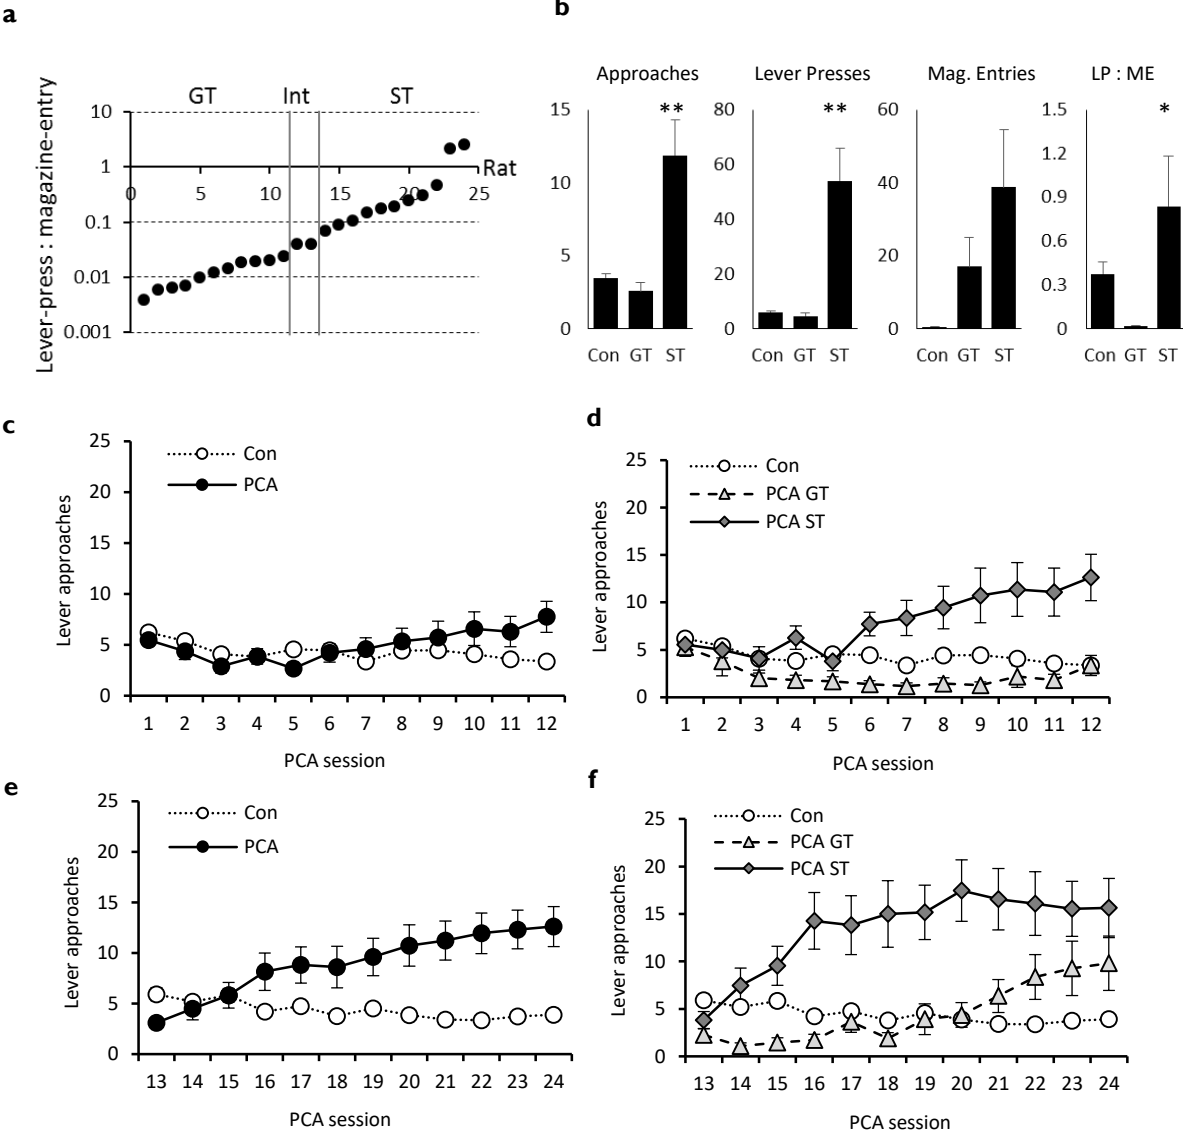 a
Lever-press : magazine-entry
GT Int ST
10
1
0.1
0.01
0.001
0 5 10 15 20 25
Rat
b
Approaches
**
15
10
5
0
Con GT ST
Lever Presses
**
80
60
40
20
0
Con GT ST
Mag. Entries
60
40
20
0
Con GT ST
LP : ME
*
1.5
1.2
0.9
0.6
0.3
0
Con GT ST
c
Lever approaches
25
20
15
10
5
0
Con
PCA
1 2 3 4 5 6 7 8 9 10 11 12
PCA session
d
Lever approaches
25
20
15
10
5
0
Con
PCA GT
PCA ST
1 2 3 4 5 6 7 8 9 10 11 12
PCA session
e
Lever approaches
25
20
15
10
5
0
Con
PCA
13 14 15 16 17 18 19 20 21 22 23 24
PCA session
f
Lever approaches
25
20
15
10
5
0
Con
PCA GT
PCA ST
13 14 15 16 17 18 19 20 21 22 23 24
PCA session